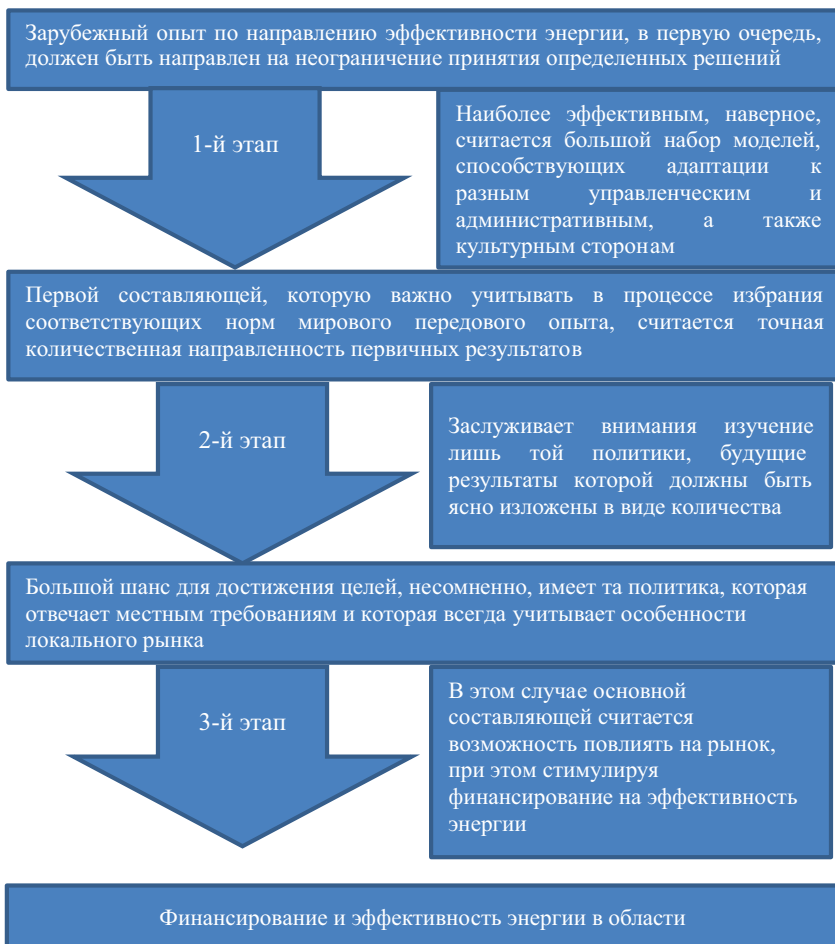 Зарубежный опыт по направлению эффективности энергии, в первую очередь,
должен быть направлен на неограничение принятия определенных решений
1-й этап
Наиболее эффективным, наверное,
считается большой набор моделей,
способствующих адаптации к
разным управленческим и
административным, а также
культурным сторонам
Первой составляющей, которую важно учитывать в процессе избрания
соответствующих норм мирового передового опыта, считается точная
количественная направленность первичных результатов
2-й этап
Заслуживает внимания изучение
лишь той политики, будущие
результаты которой должны быть
ясно изложены в виде количества
Большой шанс для достижения целей, несомненно, имеет та политика, которая
отвечает местным требованиям и которая всегда учитывает особенности
локального рынка
3-й этап
В этом случае основной
составляющей считается
возможность повлиять на рынок,
при этом стимулируя
финансирование на эффективность
энергии
Финансирование и эффективность энергии в области